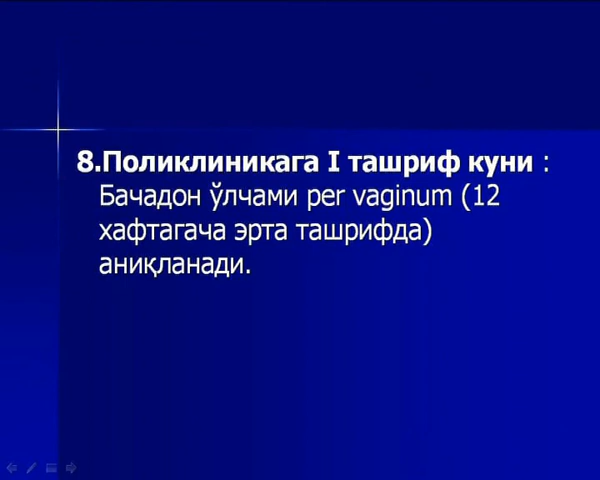 8.Поликлиникага I ташриф куни :
Бачадон ўлчами per vaginum (12
хафтагача эрта ташрифда)
аниқланади.